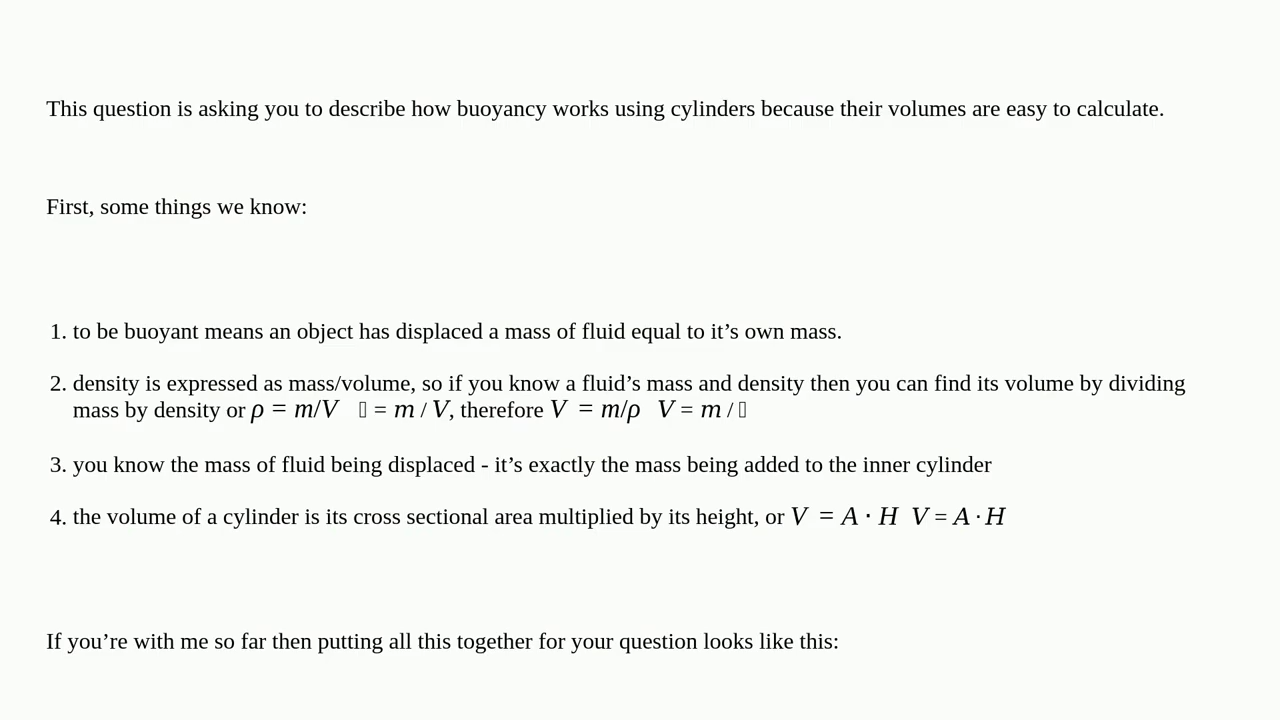 This question is asking you to describe how buoyancy works using cylinders because their volumes are easy to calculate.
First, some things we know:
1. to be buoyant means an object has displaced a mass of fluid equal to it’s own mass.
2. density is expressed as mass/volume, so if you know a fluid’s mass and density then you can find its volume by dividing
mass by density or ρ = m/V ▯ = m / V, therefore V = m/ρ V = m / ▯
3. you know the mass of fluid being displaced - it’s exactly the mass being added to the inner cylinder
4. the volume of a cylinder is its cross sectional area multiplied by its height, or V = A · H V = A · H
If you’re with me so far then putting all this together for your question looks like this: